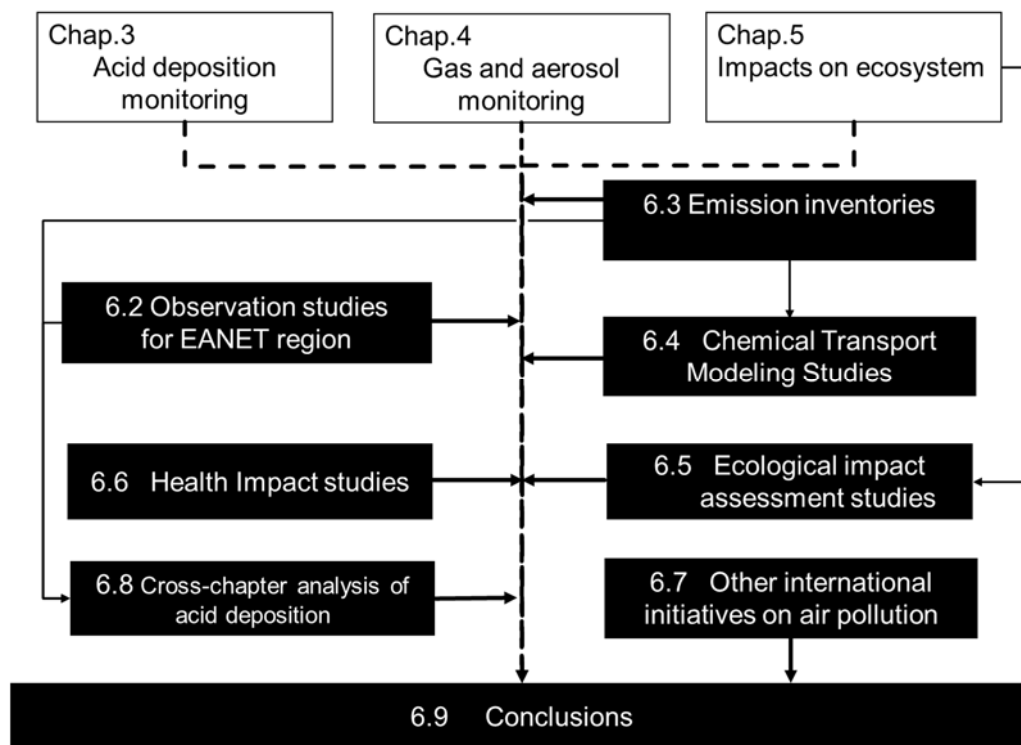 Chap.3
Acid deposition
monitoring
Chap.4
Gas and aerosol
monitoring
Chap.5
Impacts on ecosystem
6.3 Emission inventories
6.2 Observation studies
for EANET region
6.4 Chemical Transport
Modeling Studies
6.6 Health Impact studies
6.5 Ecological impact
assessment studies
6.8 Cross-chapter analysis of
acid deposition
6.7 Other international
initiatives on air pollution
6.9 Conclusions